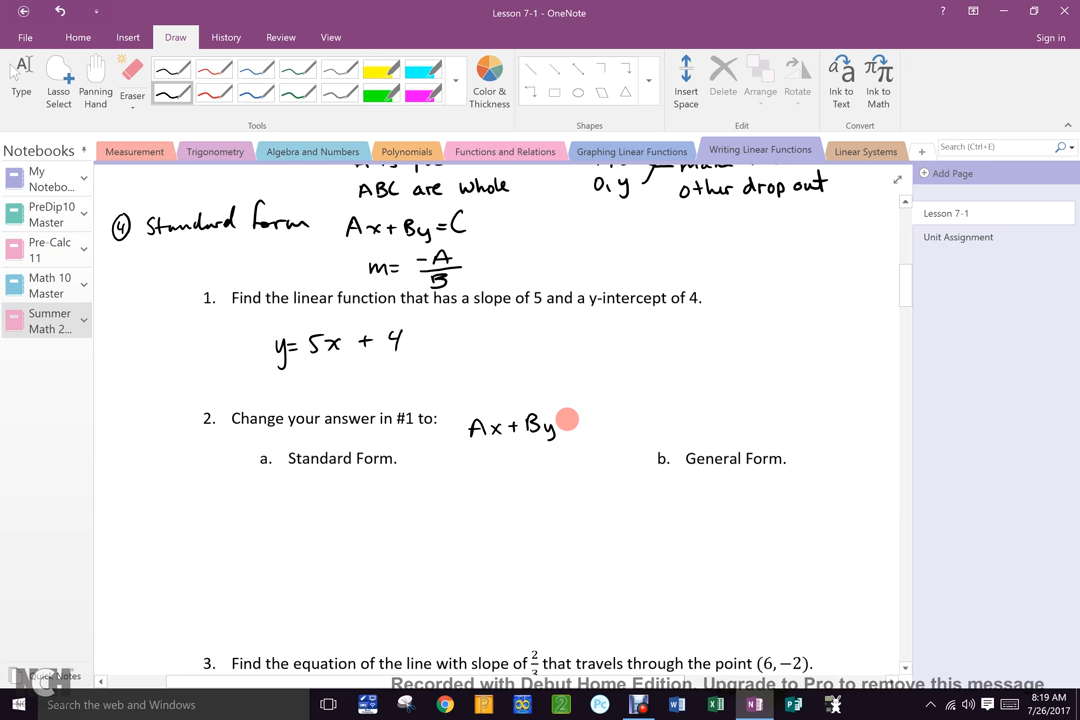 Lesson 7-1 - OneNote
? Sign in
File Home Insert Draw History Review View
Type Lasso Select Panning Hand Eraser Color & Thickness Insert Space Delete Arrange Rotate Ink to Text Ink to Math
Tools Shapes Edit Convert
Notebooks Measurement Trigonometry Algebra and Numbers Polynomials Functions and Relations Graphing Linear Functions Writing Linear Functions Linear Systems Search (Ctrl+E)
My Notebo...
PreDip10 Master
Pre-Calc 11
Math 10 Master
Summer Math 2...
Quick Notes
Add Page
Lesson 7-1
Unit Assignment
ABC are whole
0, y
other drop out
④ Standard form Ax + By = C
m = -A/B
1. Find the linear function that has a slope of 5 and a y-intercept of 4.
y = 5x + 4
2. Change your answer in #1 to: Ax + By
a. Standard Form. b. General Form.
3. Find the equation of the line with slope of 2/3 that travels through the point (6, −2).
Recorded with Debut Home Edition. Upgrade to Pro to remove this message
NCH
Search the web and Windows
8:19 AM
7/26/2017